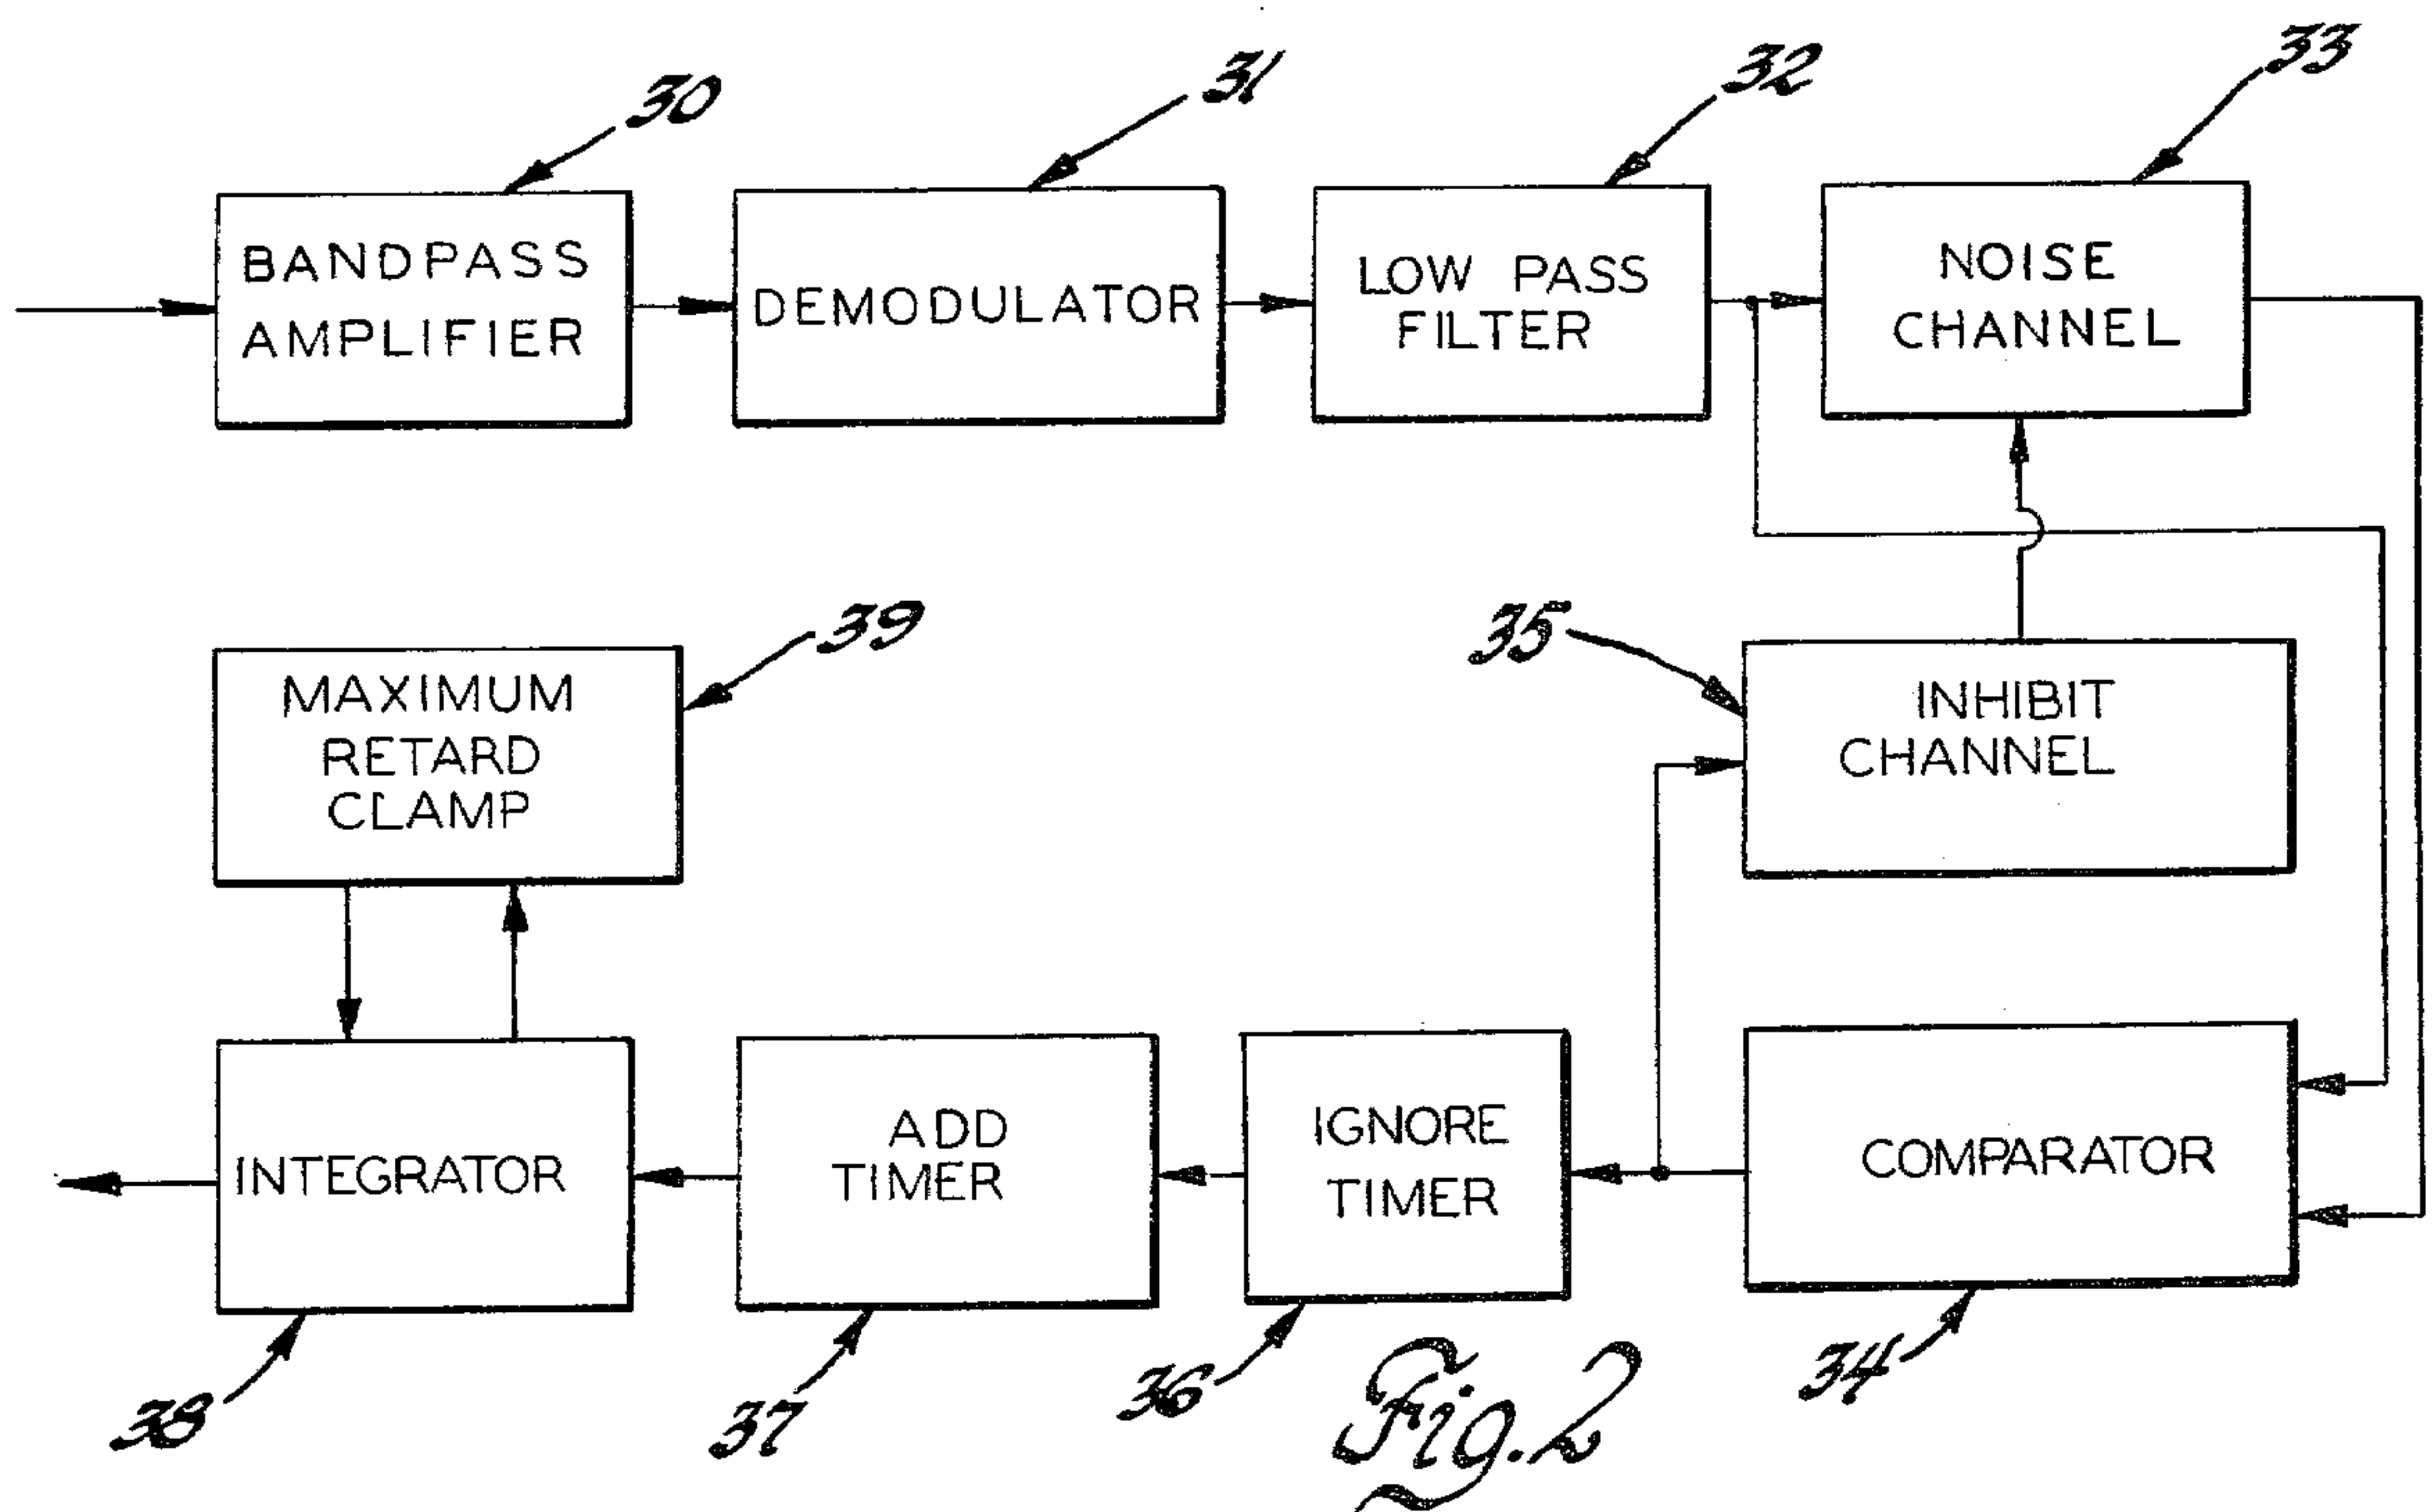 30
31
32
33
BANDPASS
AMPLIFIER
DEMODULATOR
LOW PASS
FILTER
NOISE
CHANNEL
39
35
MAXIMUM
RETARD
CLAMP
INHIBIT
CHANNEL
INTEGRATOR
ADD
TIMER
IGNORE
TIMER
COMPARATOR
38
37
36
34
Fig. 2